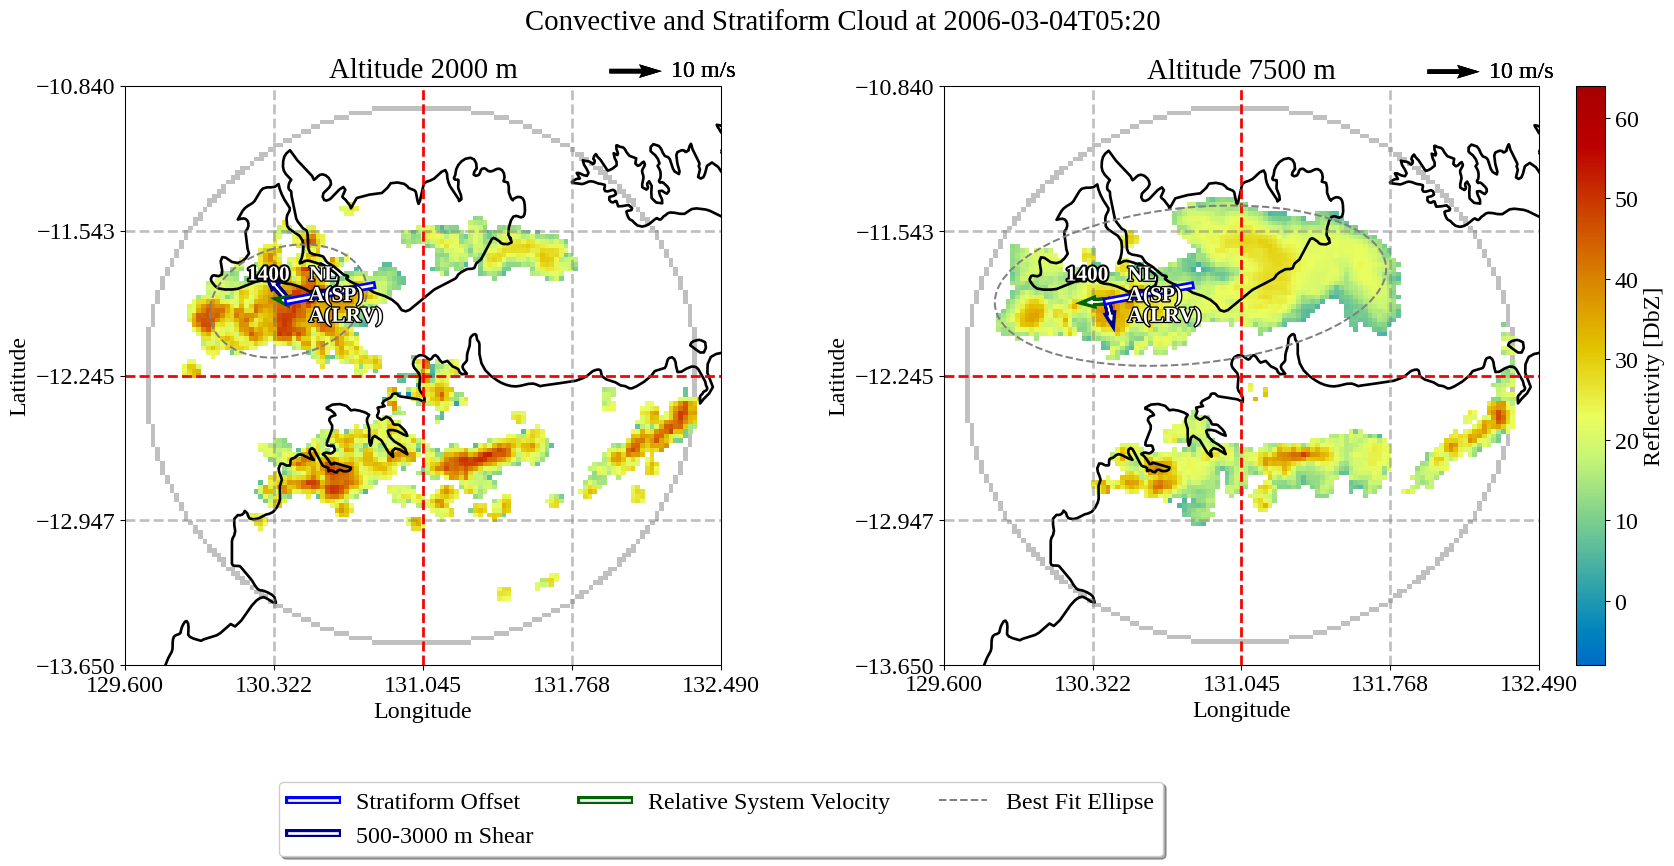 Convective and Stratiform Cloud at 2006-03-04T05:20
Altitude 2000 m
10 m/s
Altitude 7500 m
10 m/s
−10.840
−11.543
−12.245
−12.947
−13.650
129.600
130.322
131.045
131.768
132.490
Longitude
Latitude
1400
NL
A(SP)
A(LRV)
−10.840
−11.543
−12.245
−12.947
−13.650
129.600
130.322
131.045
131.768
132.490
Longitude
Latitude
1400
NL
A(SP)
A(LRV)
60
50
40
30
20
10
0
Reflectivity [DbZ]
Stratiform Offset
Relative System Velocity
Best Fit Ellipse
500-3000 m Shear